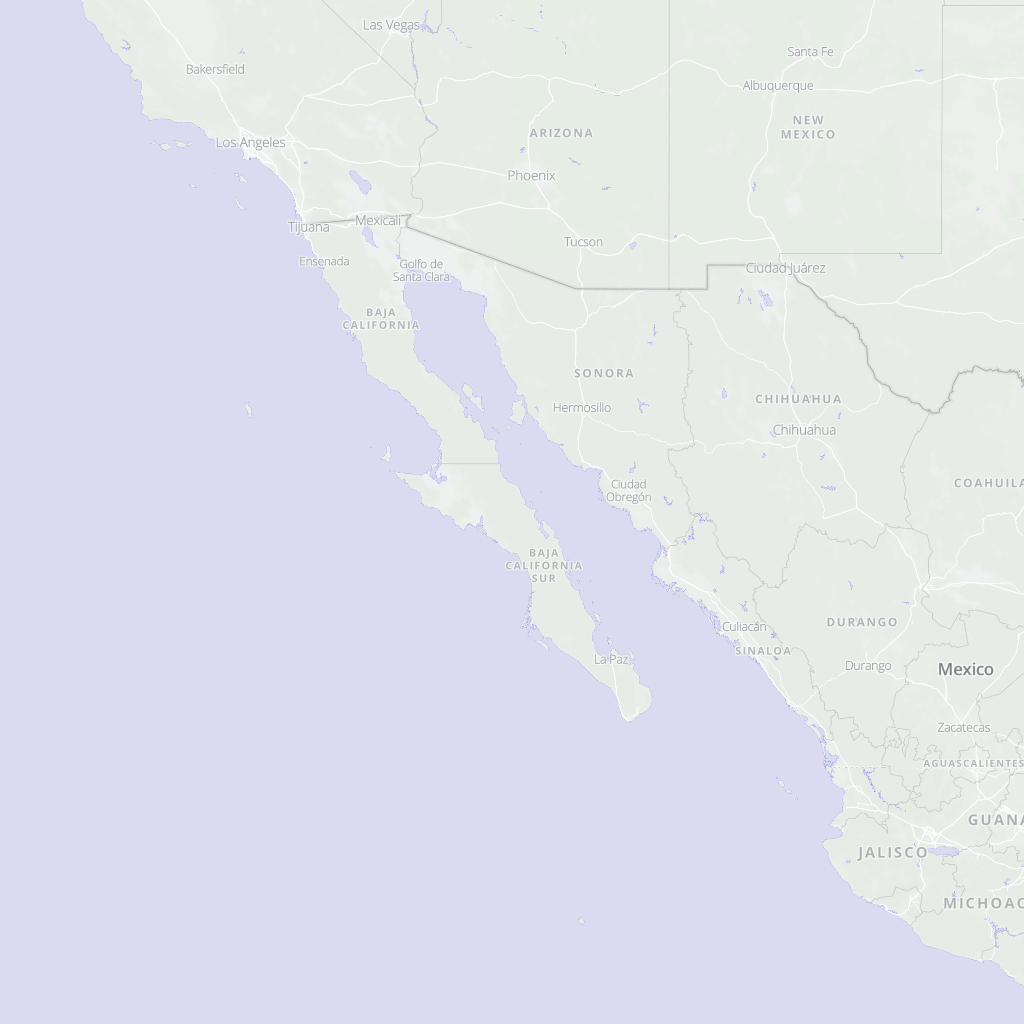 Las Vegas
Santa Fe
Bakersfield
Albuquerque
NEW
MEXICO
ARIZONA
Los Angeles
Phoenix
Mexicali
Tijuana
Tucson
Ensenada
Golfo de
Santa Clara
Ciudad Juárez
BAJA
CALIFORNIA
SONORA
CHIHUAHUA
Hermosillo
Chihuahua
Ciudad
Obregón
COAHUILA
BAJA
CALIFORNIA
SUR
DURANGO
Culiacán
SINALOA
La Paz
Durango
Mexico
Zacatecas
AGUASCALIENTES
GUANA
JALISCO
MICHOAC